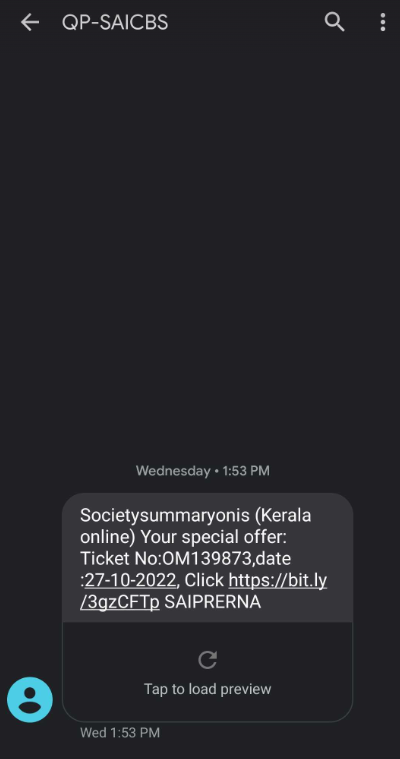 QP-SAICBS
Wednesday • 1:53 PM
Societysummaryonis (Kerala
online) Your special offer:
Ticket No:OM139873,date
:27-10-2022, Click https://bit.ly
/3gzCFTp SAIPRERNA
Tap to load preview
Wed 1:53 PM